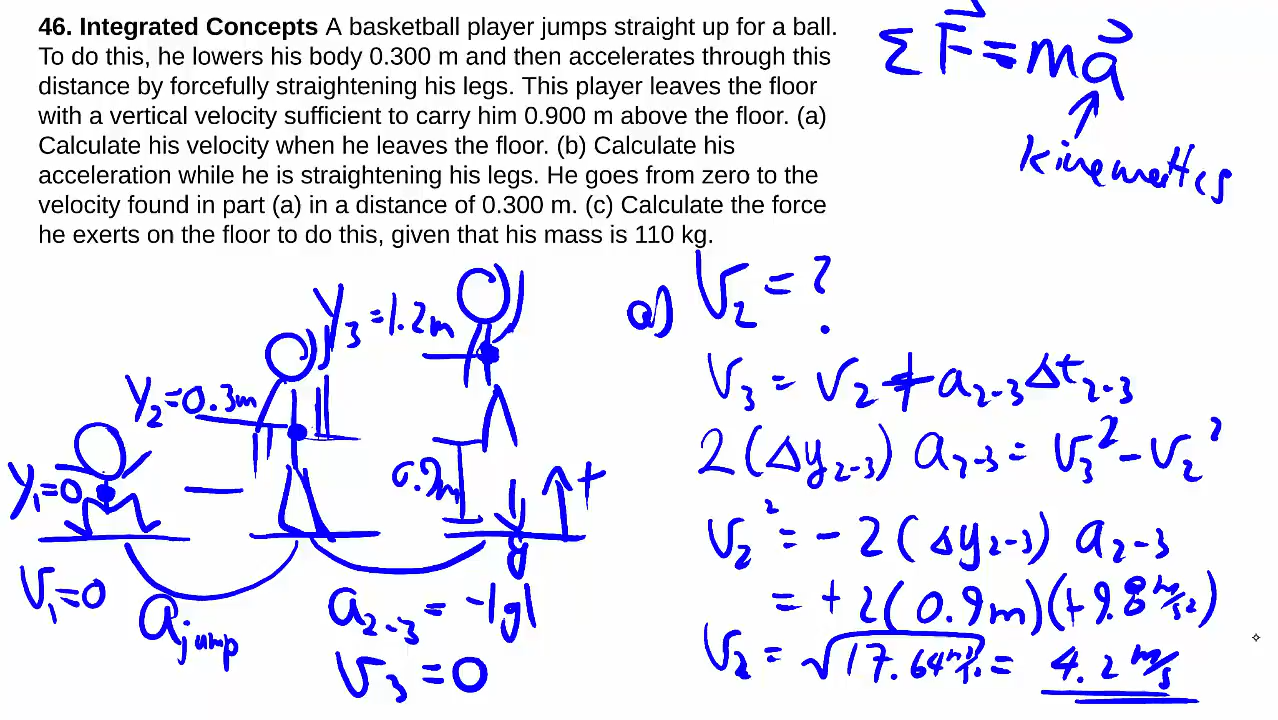 46. Integrated Concepts A basketball player jumps straight up for a ball.
To do this, he lowers his body 0.300 m and then accelerates through this
distance by forcefully straightening his legs. This player leaves the floor
with a vertical velocity sufficient to carry him 0.900 m above the floor. (a)
Calculate his velocity when he leaves the floor. (b) Calculate his
acceleration while he is straightening his legs. He goes from zero to the
velocity found in part (a) in a distance of 0.300 m. (c) Calculate the force
he exerts on the floor to do this, given that his mass is 110 kg.
Σ F⃗ = m a⃗
kinematics
y₃ = 1.2m
y₂ = 0.3m
y₁ = 0
0.9m
+
g
V₁ = 0
a jump
a₂₋₃ = -|g|
V₃ = 0
a) V₂ = ?
V₃ = V₂ + a₂₋₃ Δt₂₋₃
2(Δy₂₋₃) a₂₋₃ = V₃² - V₂²
V₂² = -2(Δy₂₋₃) a₂₋₃
= +2(0.9m)(+9.8 m/s²)
V₂ = √17.64 m²/s² = 4.2 m/s